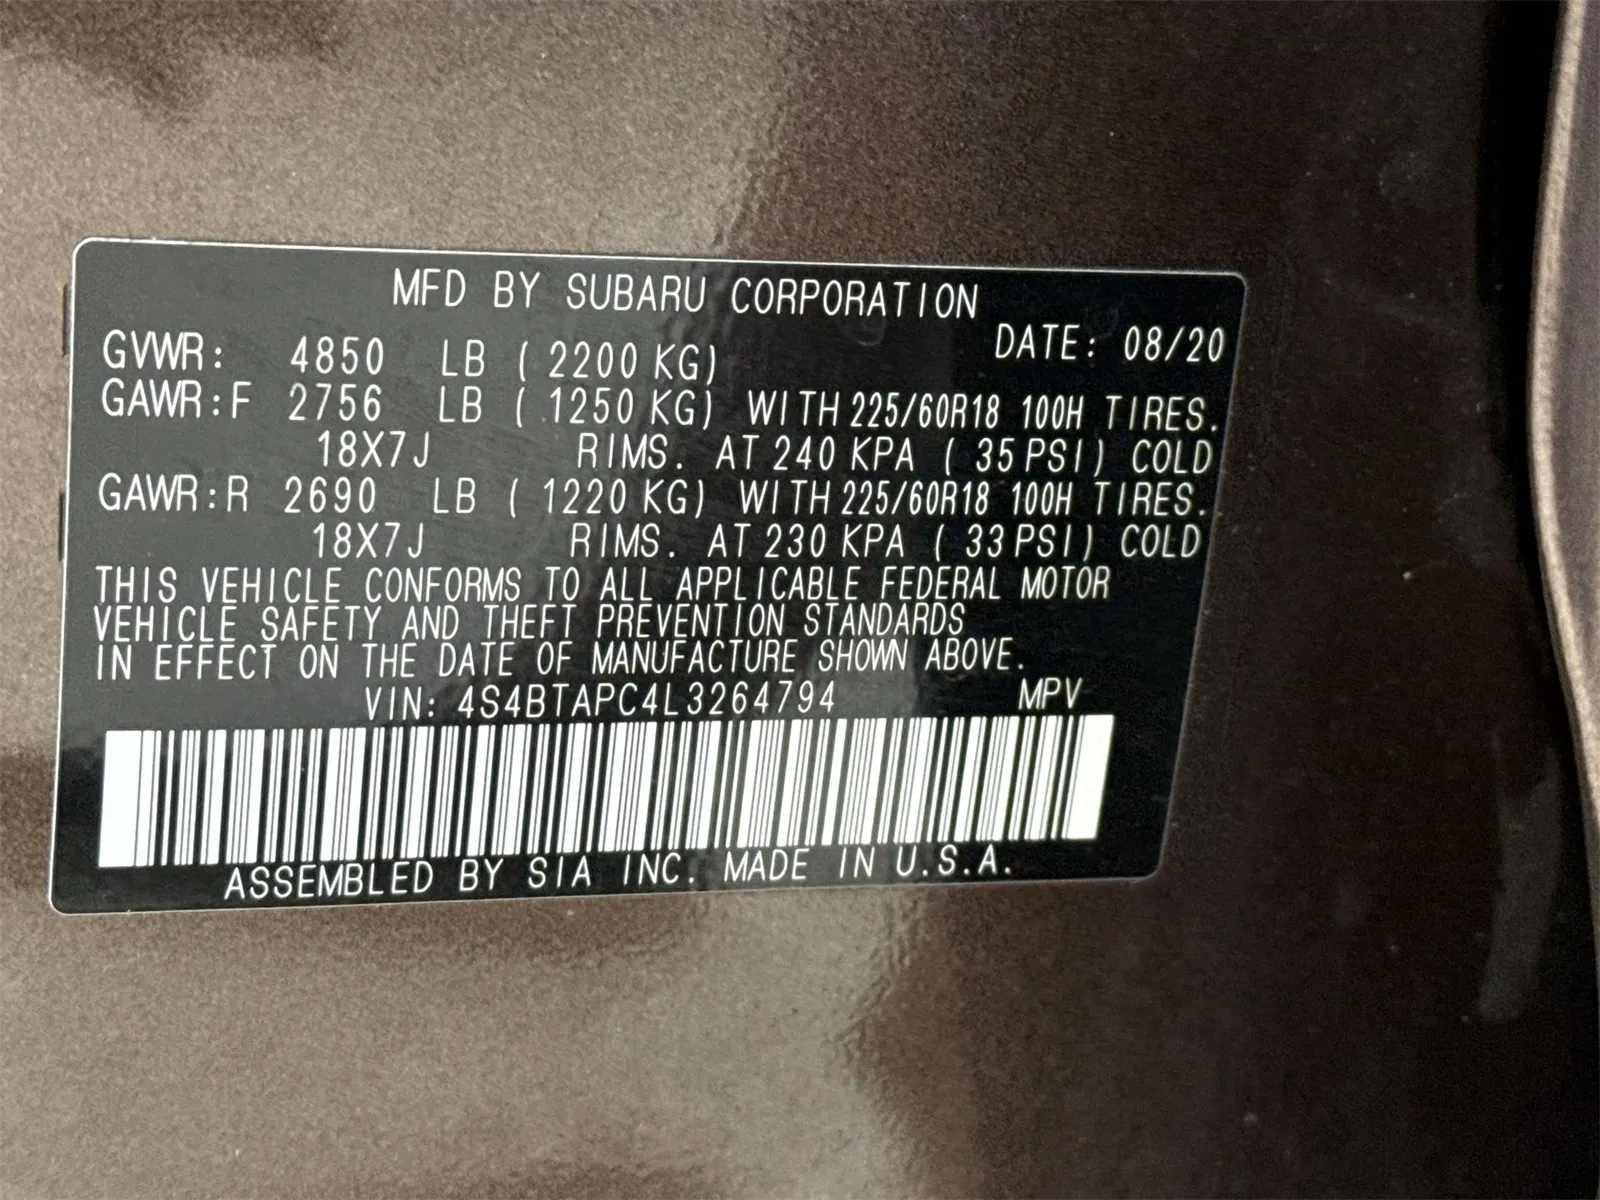 MFD BY SUBARU CORPORATION
DATE: 08/20
GVWR: 4850 LB ( 2200 KG)
GAWR:F 2756 LB ( 1250 KG) WITH 225/60R18 100H TIRES.
18X7J RIMS. AT 240 KPA ( 35 PSI) COLD
GAWR:R 2690 LB ( 1220 KG) WITH 225/60R18 100H TIRES.
18X7J RIMS. AT 230 KPA ( 33 PSI) COLD
THIS VEHICLE CONFORMS TO ALL APPLICABLE FEDERAL MOTOR
VEHICLE SAFETY AND THEFT PREVENTION STANDARDS
IN EFFECT ON THE DATE OF MANUFACTURE SHOWN ABOVE.
VIN: 4S4BTAPC4L3264794 MPV
ASSEMBLED BY SIA INC. MADE IN U.S.A.